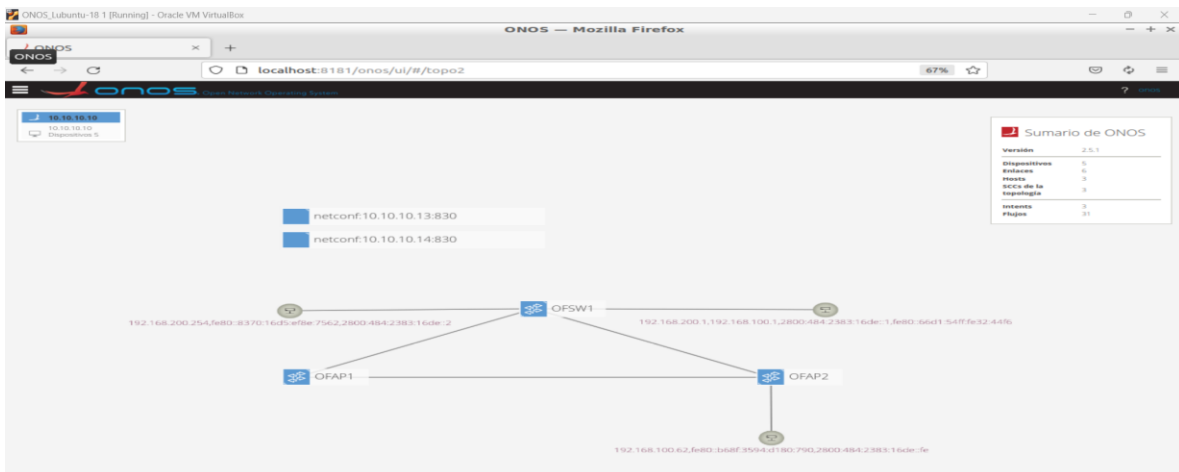 ONOS_Lubuntu-18 1 [Running] - Oracle VM VirtualBox
ONOS — Mozilla Firefox
ONOS
ONOS
localhost:8181/onos/ui/#/topo2
67%
onos
Open Network Operating System
? onos
10.10.10.10
10.10.10.10
Dispositivos 5
Sumario de ONOS
Versión 2.5.1
Dispositivos 5
Enlaces 6
Hosts 3
SCCs de la topología 3
Intents 3
Flujos 31
netconf:10.10.10.13:830
netconf:10.10.10.14:830
OFSW1
192.168.200.254,fe80::8370:16d5:ef8e:7562,2800:484:2383:16de::2
192.168.200.1,192.168.100.1,2800:484:2383:16de::1,fe80::66d1:54ff:fe32:44f6
OFAP1
OFAP2
192.168.100.62,fe80::b68f:3594:d180:790,2800:484:2383:16de::fe